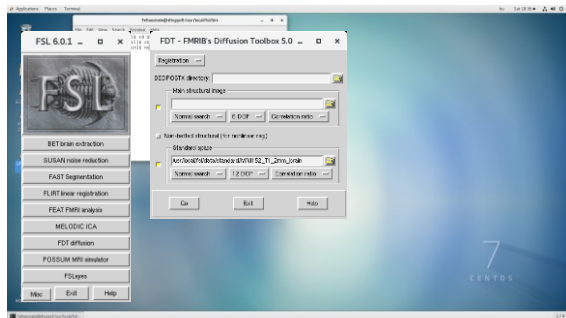 Applications Places Terminal
FSL 6.0.1
FSL
BET brain extraction
SUSAN noise reduction
FAST Segmentation
FLIRT linear registration
FEAT FMRI analysis
MELODIC ICA
FDT diffusion
POSSUM MRI simulator
FSLeyes
Misc Exit Help
FDT - FMRIB's Diffusion Toolbox 5.0
Registration
BEDPOSTX directory:
Main structural image
Normal search 6 DOF Correlation ratio
Non-betted structural (for nonlinear reg)
Standard space
/usr/local/fsl/data/standard/MNI152_T1_2mm_brain
Normal search 12 DOF Correlation ratio
Go Exit Help
7
CENTOS